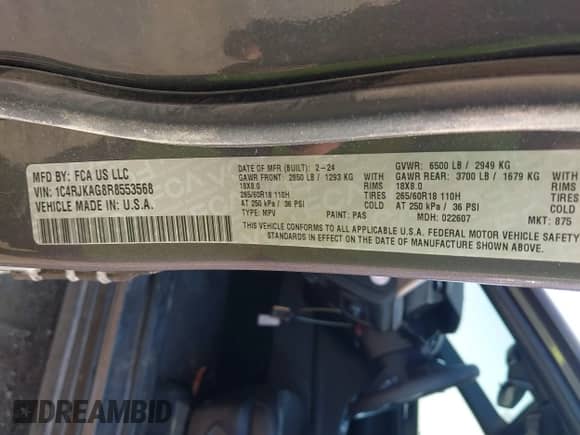 MFD BY: FCA US LLC
VIN: 1C4RJKAG8R8553568
VEHICLE MADE IN: U.S.A.
DATE OF MFR (BUILT): 2-24
GAWR FRONT: 2850 LB / 1293 KG WITH
18X8.0 RIMS
265/60R18 110H TIRES
AT 250 kPa / 36 PSI COLD
TYPE: MPV PAINT: PAS
GVWR: 6500 LB / 2949 KG
GAWR REAR: 3700 LB / 1679 KG WITH
18X8.0 RIMS
265/60R18 110H TIRES
AT 250 kPa / 36 PSI COLD
MDH: 022607 MKT: 875
THIS VEHICLE CONFORMS TO ALL APPLICABLE U.S.A. FEDERAL MOTOR VEHICLE SAFETY
STANDARDS IN EFFECT ON THE DATE OF MANUFACTURE SHOWN ABOVE.
DREAMBID